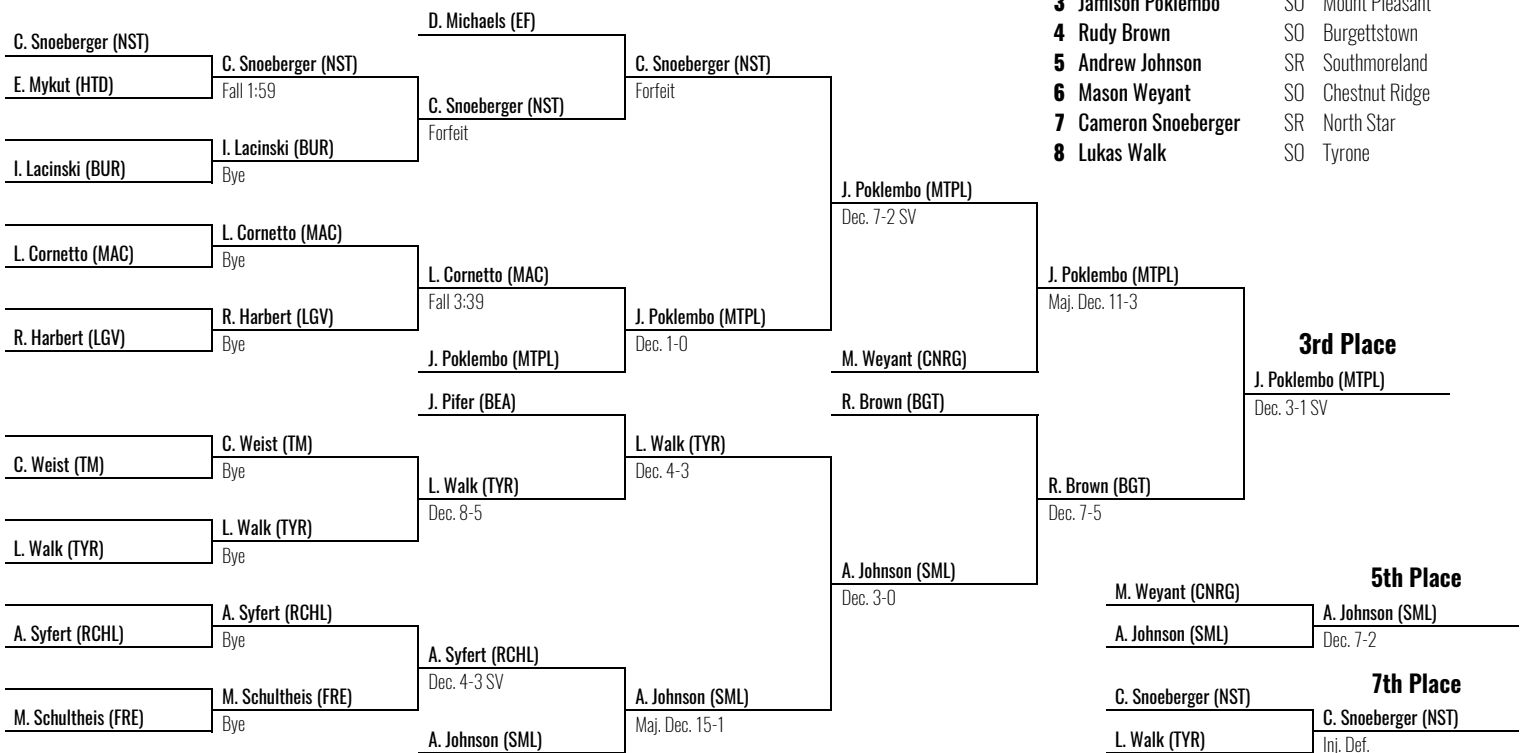 3 Jamison Poklembo SO Mount Pleasant
4 Rudy Brown SO Burgettstown
5 Andrew Johnson SR Southmoreland
6 Mason Weyant SO Chestnut Ridge
7 Cameron Snoeberger SR North Star
8 Lukas Walk SO Tyrone
C. Snoeberger (NST)
E. Mykut (HTD)
I. Lacinski (BUR)
L. Cornetto (MAC)
R. Harbert (LGV)
C. Weist (TM)
L. Walk (TYR)
A. Syfert (RCHL)
M. Schultheis (FRE)
C. Snoeberger (NST)
Fall 1:59
I. Lacinski (BUR)
Bye
L. Cornetto (MAC)
Bye
R. Harbert (LGV)
Bye
C. Weist (TM)
Bye
L. Walk (TYR)
Bye
A. Syfert (RCHL)
Bye
M. Schultheis (FRE)
Bye
D. Michaels (EF)
C. Snoeberger (NST)
Forfeit
L. Cornetto (MAC)
Fall 3:39
J. Poklembo (MTPL)
J. Pifer (BEA)
L. Walk (TYR)
Dec. 8-5
A. Syfert (RCHL)
Dec. 4-3 SV
A. Johnson (SML)
C. Snoeberger (NST)
Forfeit
J. Poklembo (MTPL)
Dec. 1-0
L. Walk (TYR)
Dec. 4-3
A. Johnson (SML)
Maj. Dec. 15-1
J. Poklembo (MTPL)
Dec. 7-2 SV
M. Weyant (CNRG)
R. Brown (BGT)
A. Johnson (SML)
Dec. 3-0
J. Poklembo (MTPL)
Maj. Dec. 11-3
R. Brown (BGT)
Dec. 7-5
3rd Place
J. Poklembo (MTPL)
Dec. 3-1 SV
5th Place
M. Weyant (CNRG)
A. Johnson (SML)
A. Johnson (SML)
Dec. 7-2
7th Place
C. Snoeberger (NST)
L. Walk (TYR)
C. Snoeberger (NST)
Inj. Def.